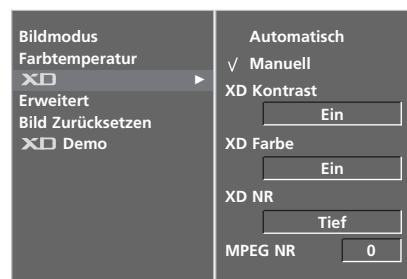 Bildmodus
Farbtemperatur
XD
Erweitert
Bild Zurücksetzen
XD Demo
Automatisch
√ Manuell
XD Kontrast
Ein
XD Farbe
Ein
XD NR
Tief
MPEG NR 0